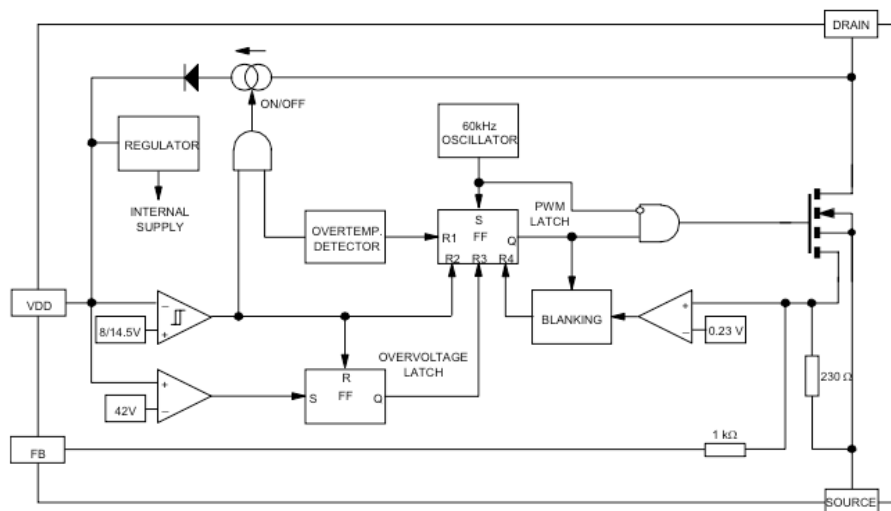 DRAIN
ON/OFF
REGULATOR
60kHz
OSCILLATOR
INTERNAL
SUPPLY
OVERTEMP.
DETECTOR
PWM
LATCH
S
R1 FF Q
R2 R3 R4
VDD
8/14.5V
−
+
BLANKING
+
−
0.23 V
OVERVOLTAGE
LATCH
R
S FF Q
230 Ω
+
−
42V
1 kΩ
FB
SOURCE